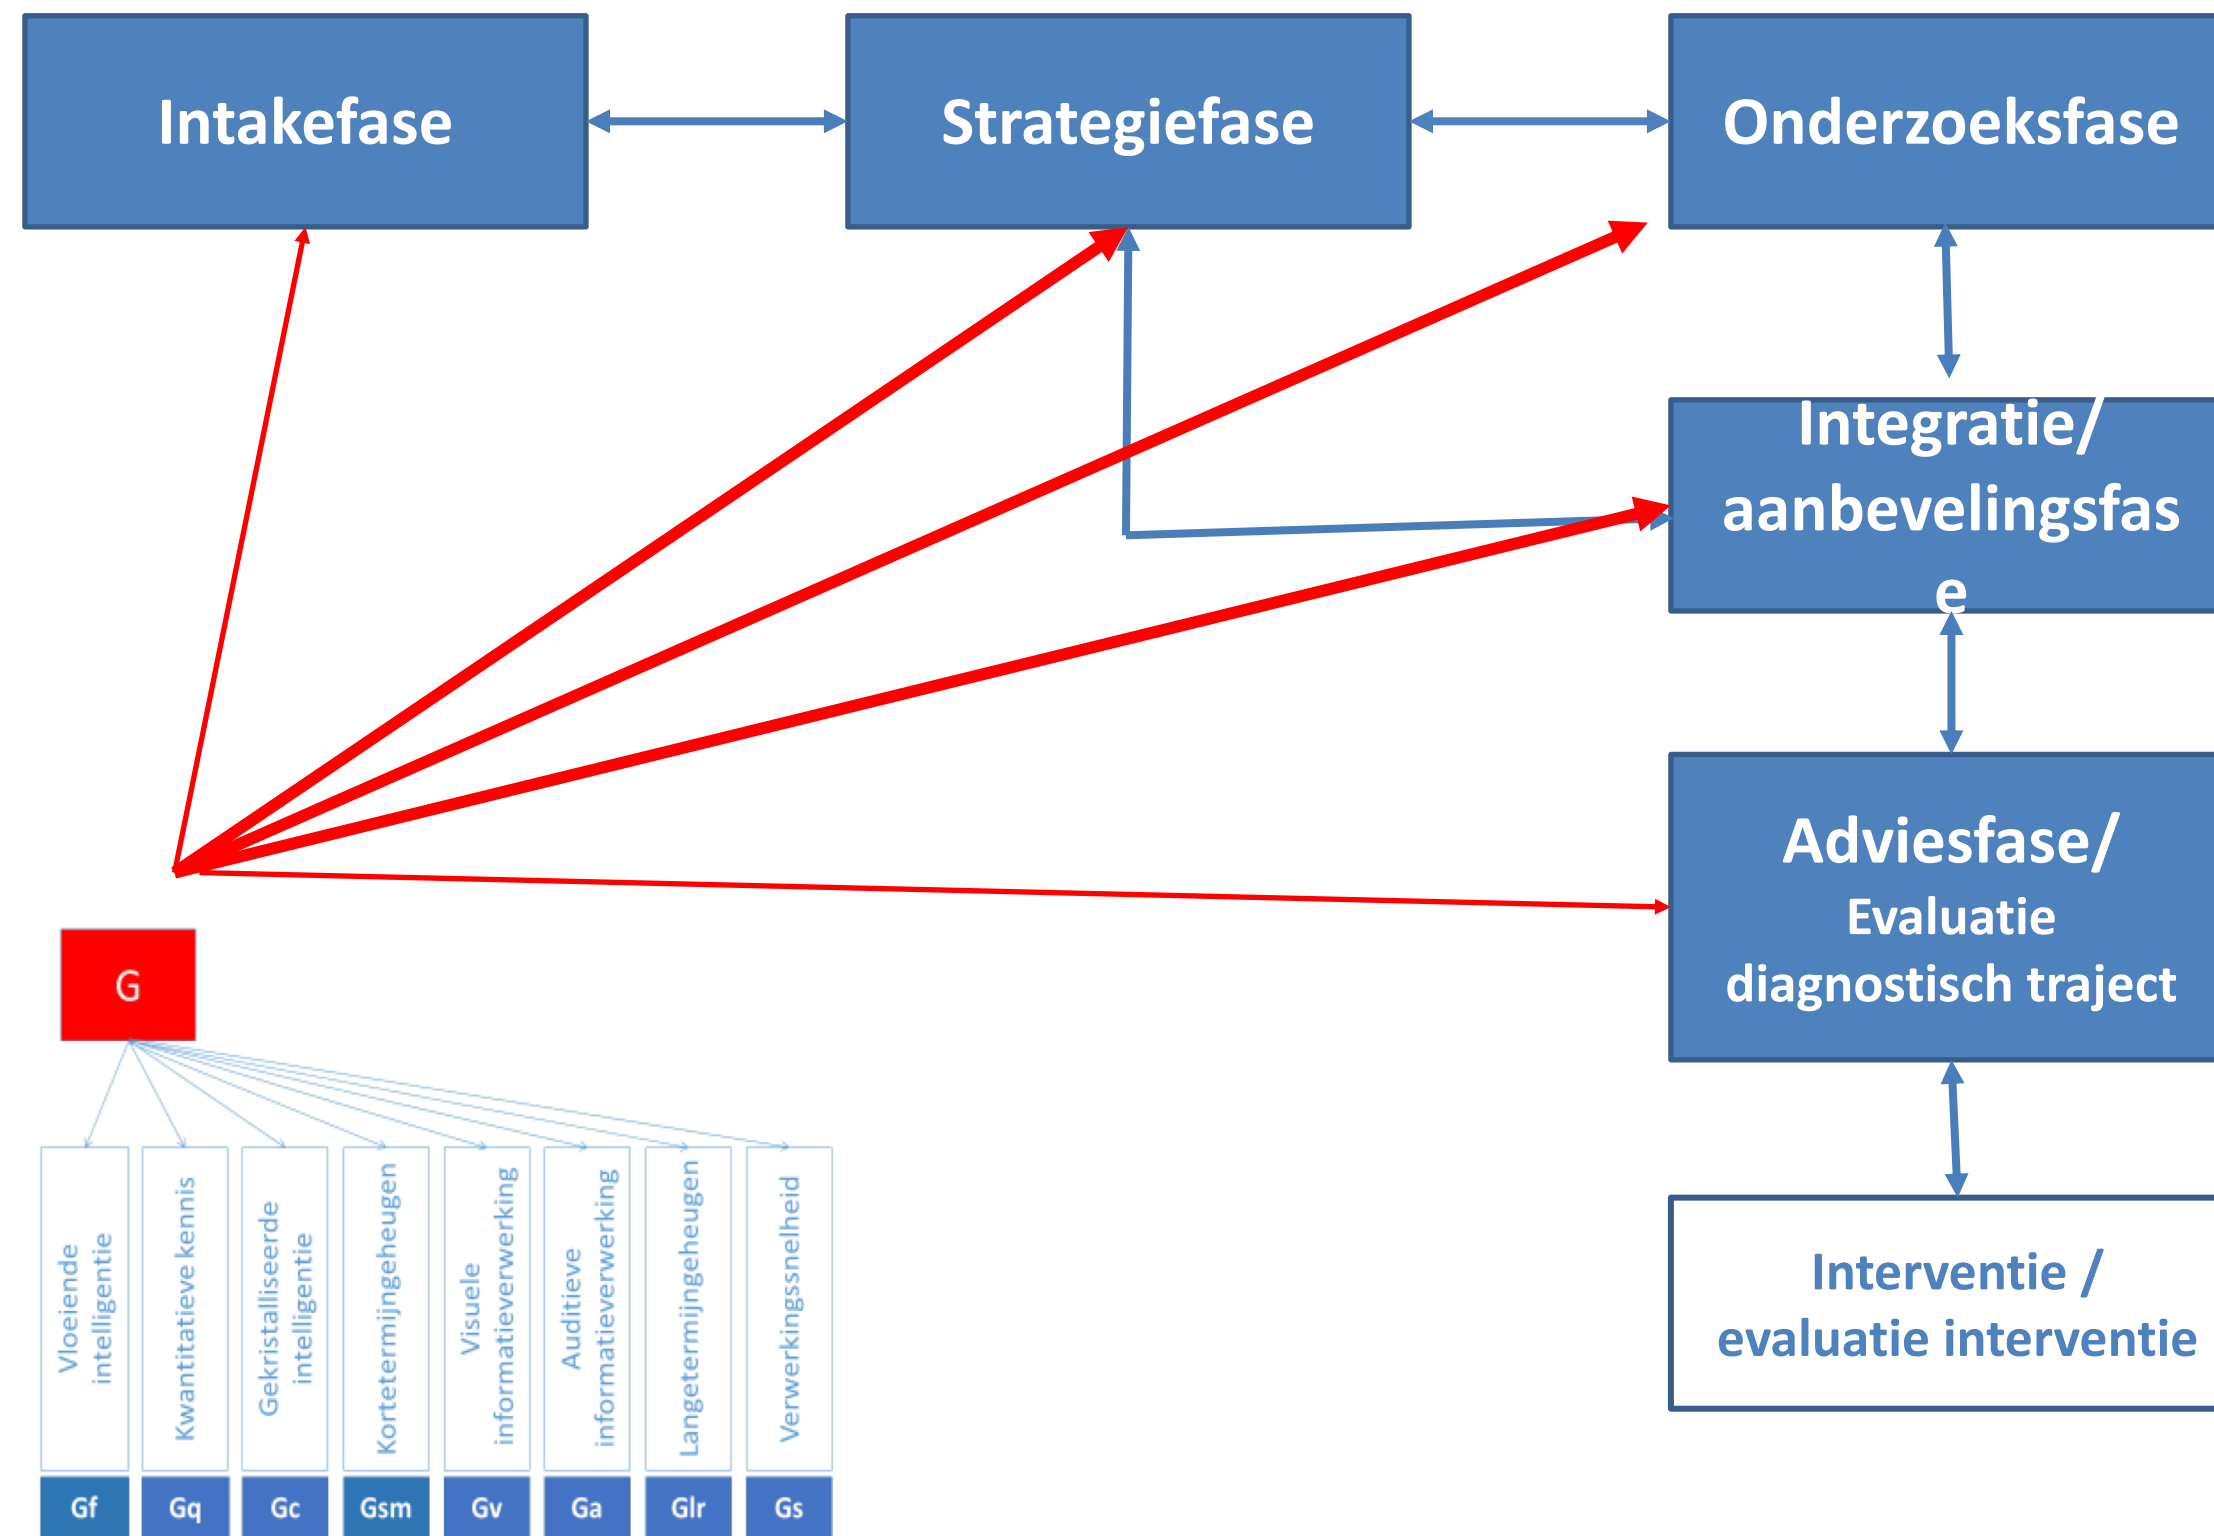 Intakefase
Strategiefase
Onderzoeksfase
Integratie/
aanbevelingsfas
e
Adviesfase/
Evaluatie
diagnostisch traject
Interventie /
evaluatie interventie
G
Vloeiende
intelligentie
Kwantitatieve kennis
Gekristalliseerde
intelligentie
Kortetermijngeheugen
Visuele
informatieverwerking
Auditieve
informatieverwerking
Langetermijngeheugen
Verwerkingssnelheid
Gf
Gq
Gc
Gsm
Gv
Ga
Glr
Gs